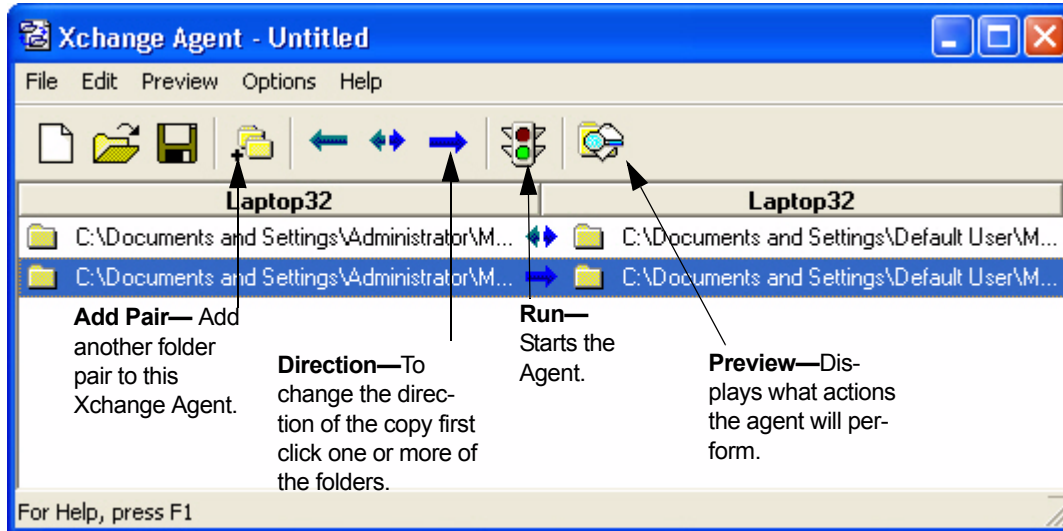 Xchange Agent - Untitled
File Edit Preview Options Help
Laptop32 Laptop32
C:\Documents and Settings\Administrator\M... C:\Documents and Settings\Default User\M...
C:\Documents and Settings\Administrator\M... C:\Documents and Settings\Default User\M...
Add Pair— Add
another folder
pair to this
Xchange Agent.
Direction—To
change the direc-
tion of the copy first
click one or more of
the folders.
Run—
Starts the
Agent.
Preview—Dis-
plays what actions
the agent will per-
form.
For Help, press F1